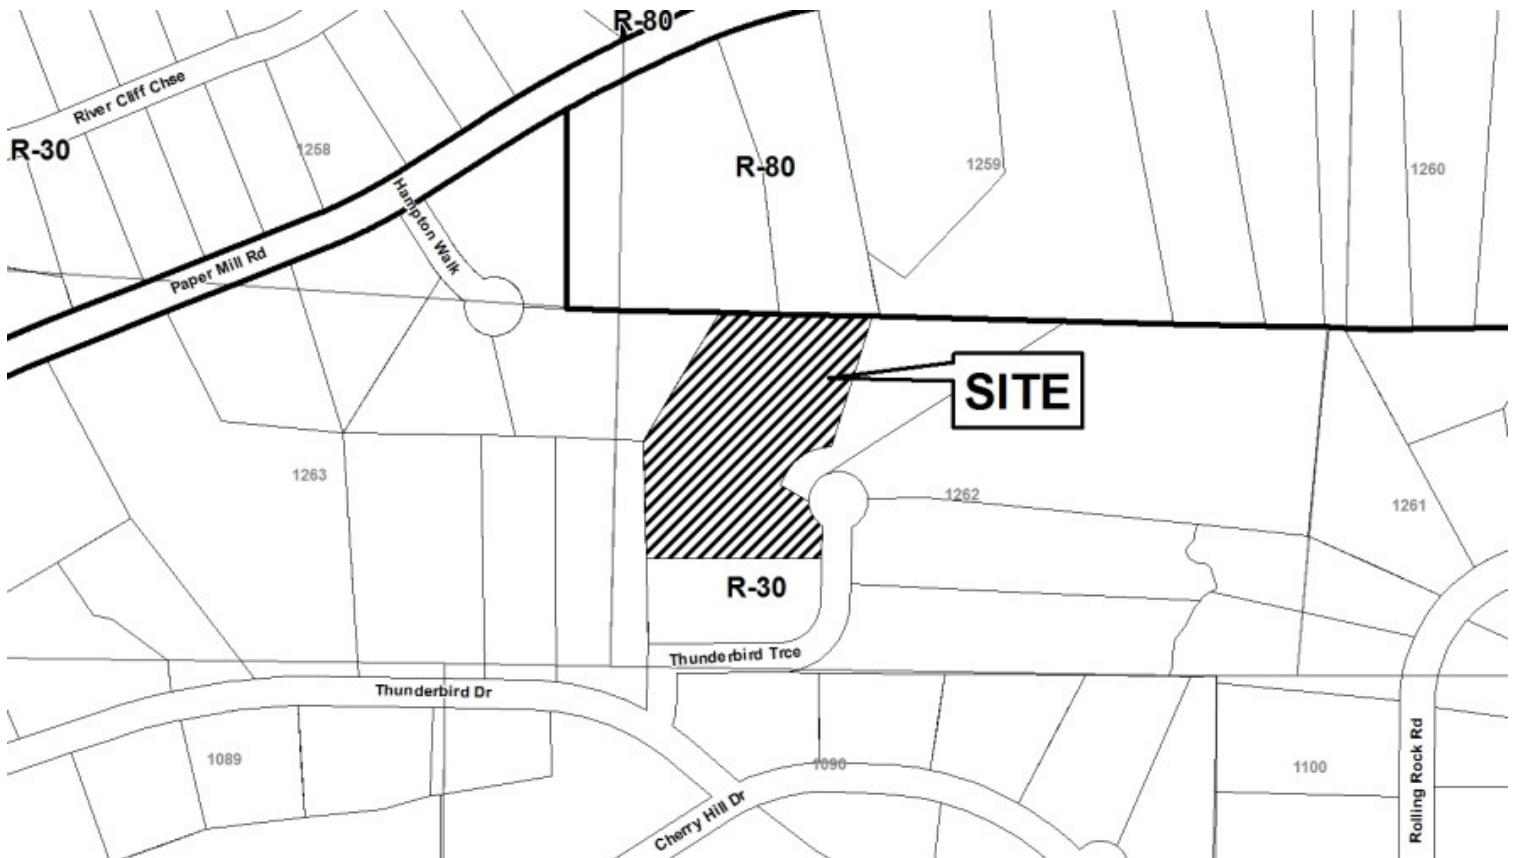 R-80
River Cliff Chse
R-30
1258
R-80
1259
1260
Hampton Walk
Paper Mill Rd
SITE
1263
1262
1261
R-30
Thunderbird Trce
Thunderbird Dr
1089
1090
1100
Rolling Rock Rd
Cherry Hill Dr